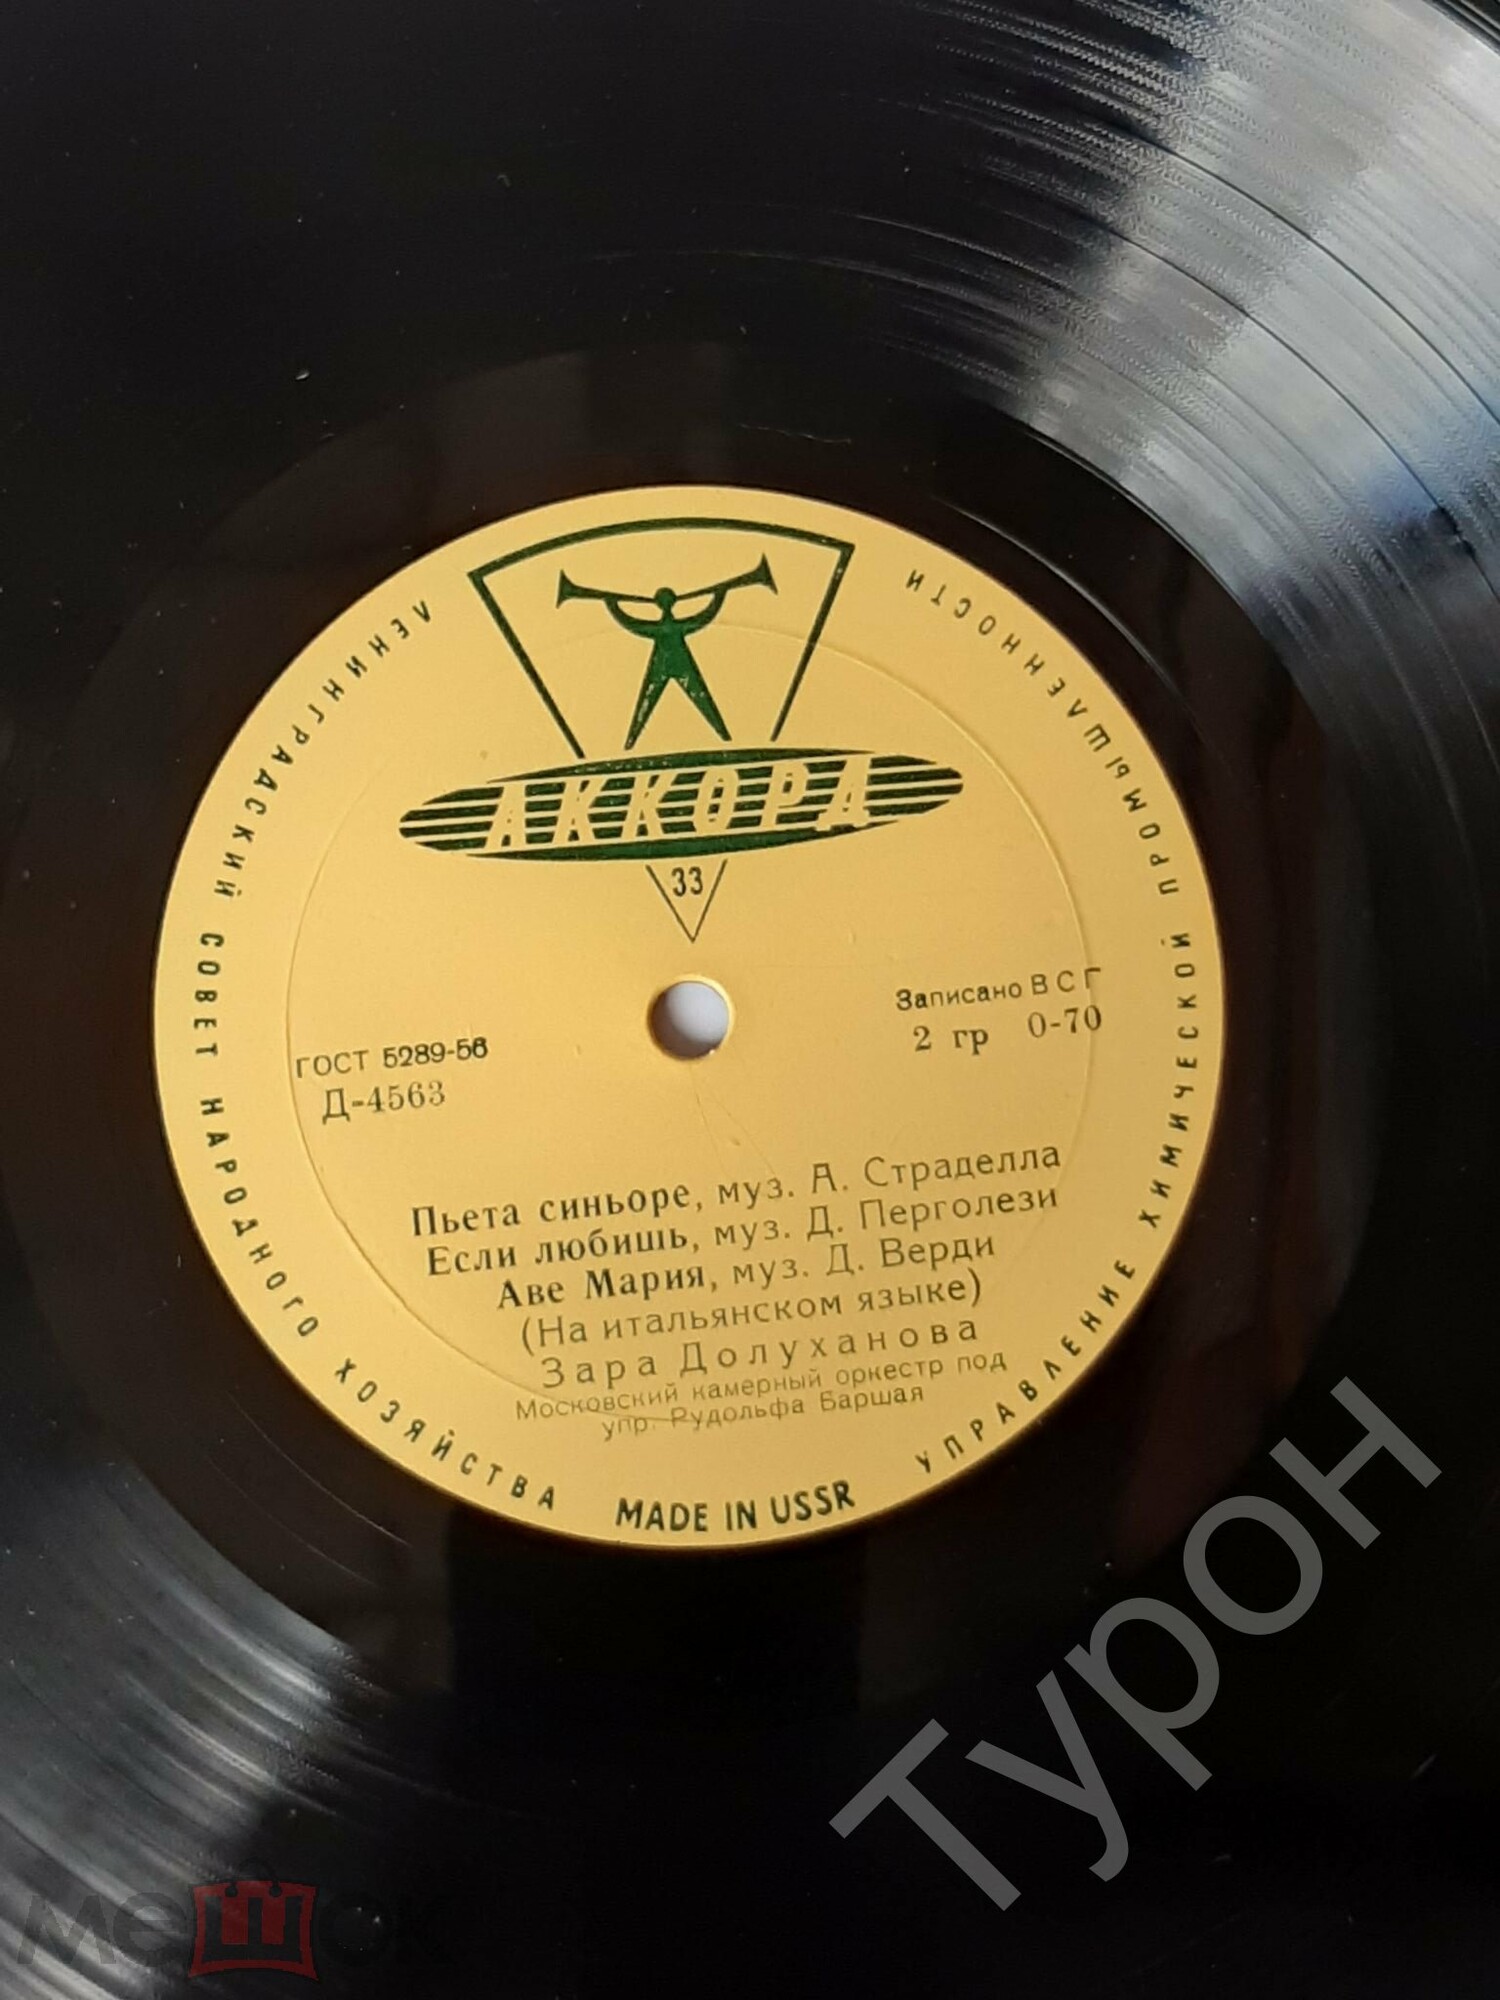 АККОРД
33
ЛЕНИНГРАДСКИЙ СОВЕТ НАРОДНОГО ХОЗЯЙСТВА
УПРАВЛЕНИЕ ХИМИЧЕСКОЙ ПРОМЫШЛЕННОСТИ
Записано В С Г
2 гр 0-70
ГОСТ 5289-56
Д-4563
Пьета синьоре, муз. А. Страделла
Если любишь, муз. Д. Перголези
Аве Мария, муз. Д. Верди
(На итальянском языке)
Зара Долуханова
Московский камерный оркестр под
упр. Рудольфа Баршая
MADE IN USSR
Турон
мешок